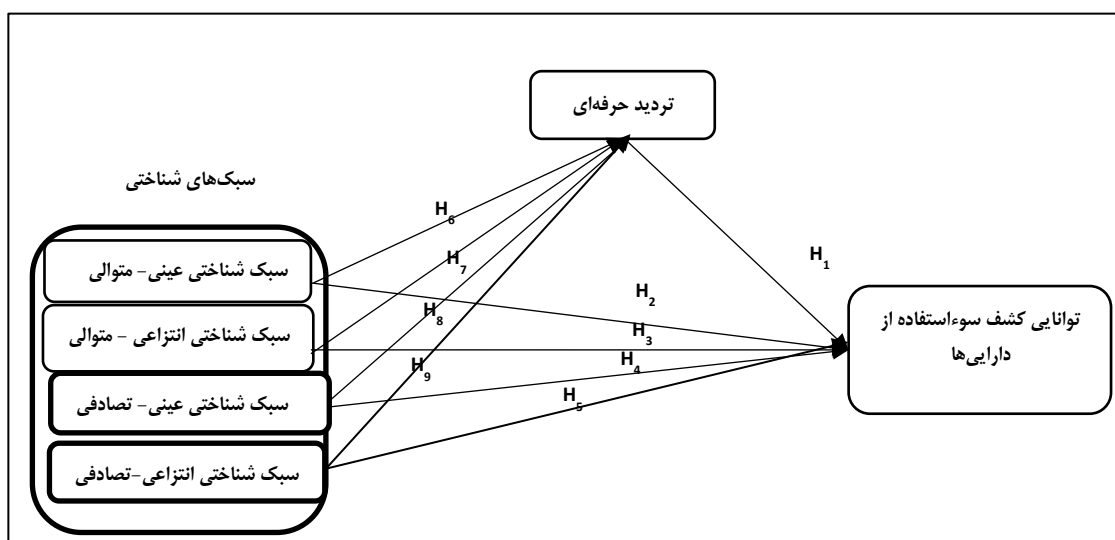 تردید حرفه‌ای
سبک‌های شناختی
H6
H1
سبک شناختی عینی- متوالی
H7
H2
توانایی کشف سوءاستفاده از
دارایی‌ها
H8
H3
سبک شناختی انتزاعی - متوالی
H9
H4
سبک شناختی عینی- تصادفی
H5
سبک شناختی انتزاعی-تصادفی